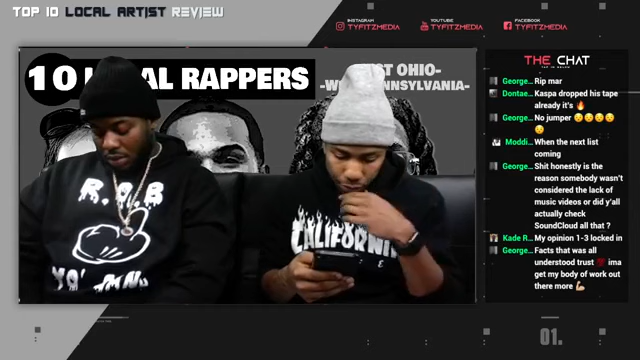 TOP 10 LOCAL ARTIST REVIEW
INSTAGRAM
TYFITZMEDIA
YOUTUBE
TYFITZMEDIA
FACEBOOK
TYFITZMEDIA
10 AL RAPPERS
ST OHIO-
NNSYLVANIA-
R.O.B
CALIFORNI
THE CHAT
George... Rip mar
Dontae... Kaspa dropped his tape
already it's 🔥
George... No jumper 😢😢😢😢
😢
Moddi... When the next list
coming
George... Shit honestly is the
reason somebody wasn't
considered the lack of
music videos or did y'all
actually check
SoundCloud all that ?
Kade R... My opinion 1-3 locked in
George... Facts that was all
understood trust 💯 ima
get my body of work out
there more 💪🏼
01.